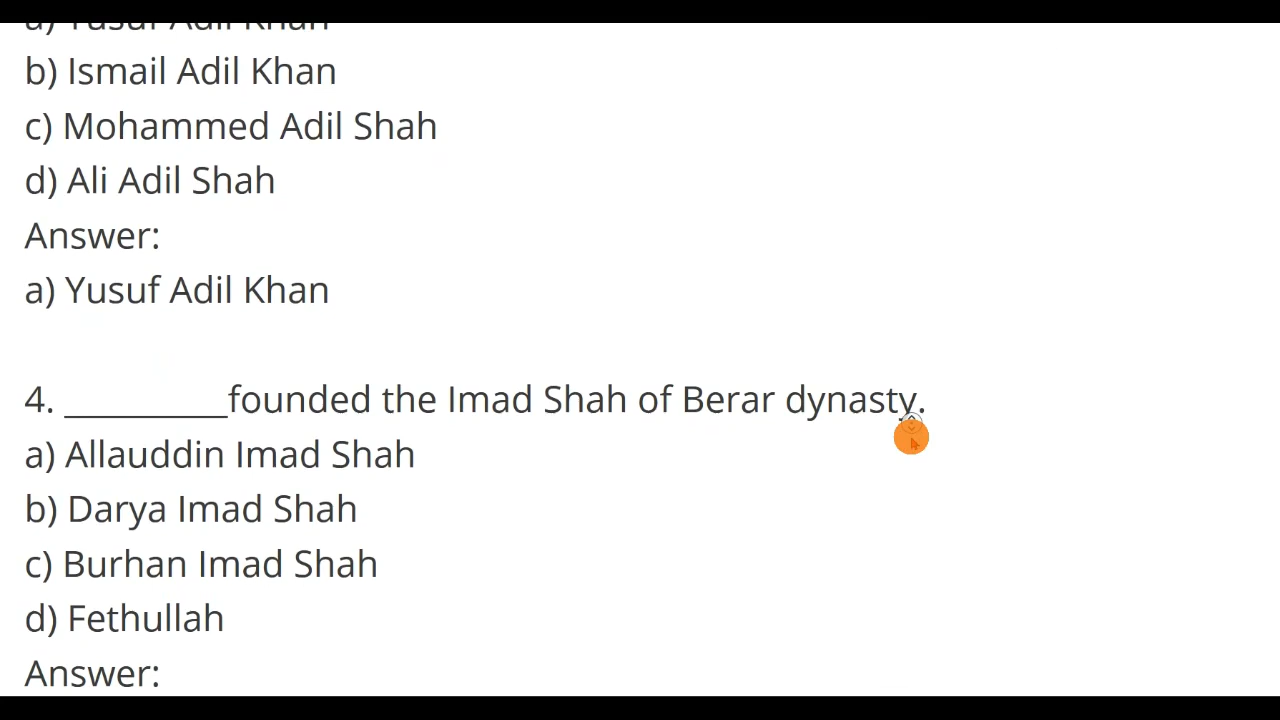 a) Yusuf Adil Khan
b) Ismail Adil Khan
c) Mohammed Adil Shah
d) Ali Adil Shah
Answer:
a) Yusuf Adil Khan
4. __________founded the Imad Shah of Berar dynasty.
a) Allauddin Imad Shah
b) Darya Imad Shah
c) Burhan Imad Shah
d) Fethullah
Answer: